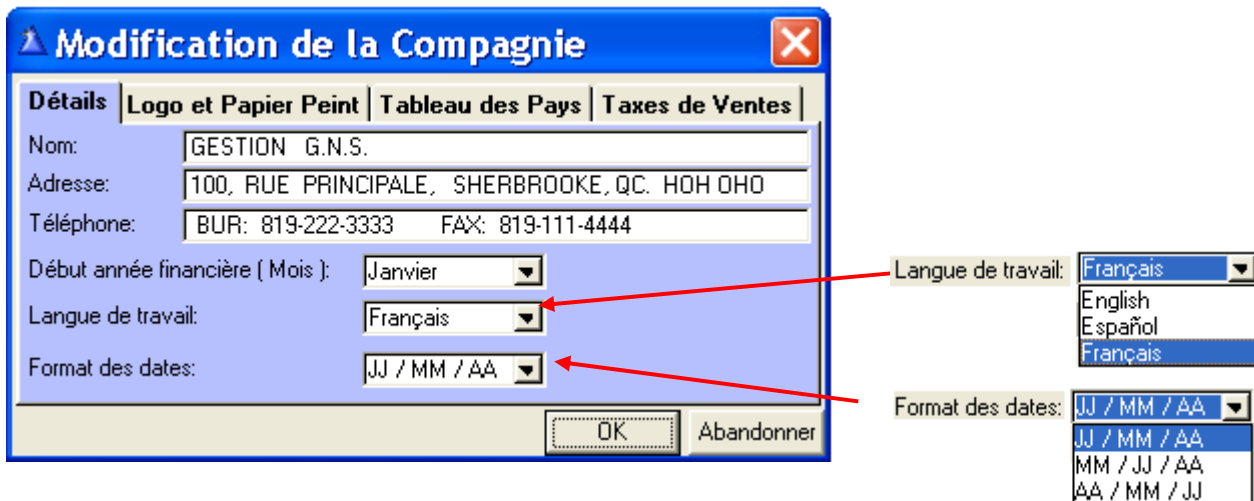 Modification de la Compagnie
Détails Logo et Papier Peint Tableau des Pays Taxes de Ventes
Nom: GESTION G.N.S.
Adresse: 100, RUE PRINCIPALE, SHERBROOKE, QC. HOH OHO
Téléphone: BUR: 819-222-3333 FAX: 819-111-4444
Début année financière ( Mois ): Janvier
Langue de travail: Français
Format des dates: JJ / MM / AA
OK Abandonner
Langue de travail: Français
English
Español
Français
Format des dates: JJ / MM / AA
JJ / MM / AA
MM / JJ / AA
AA / MM / JJ